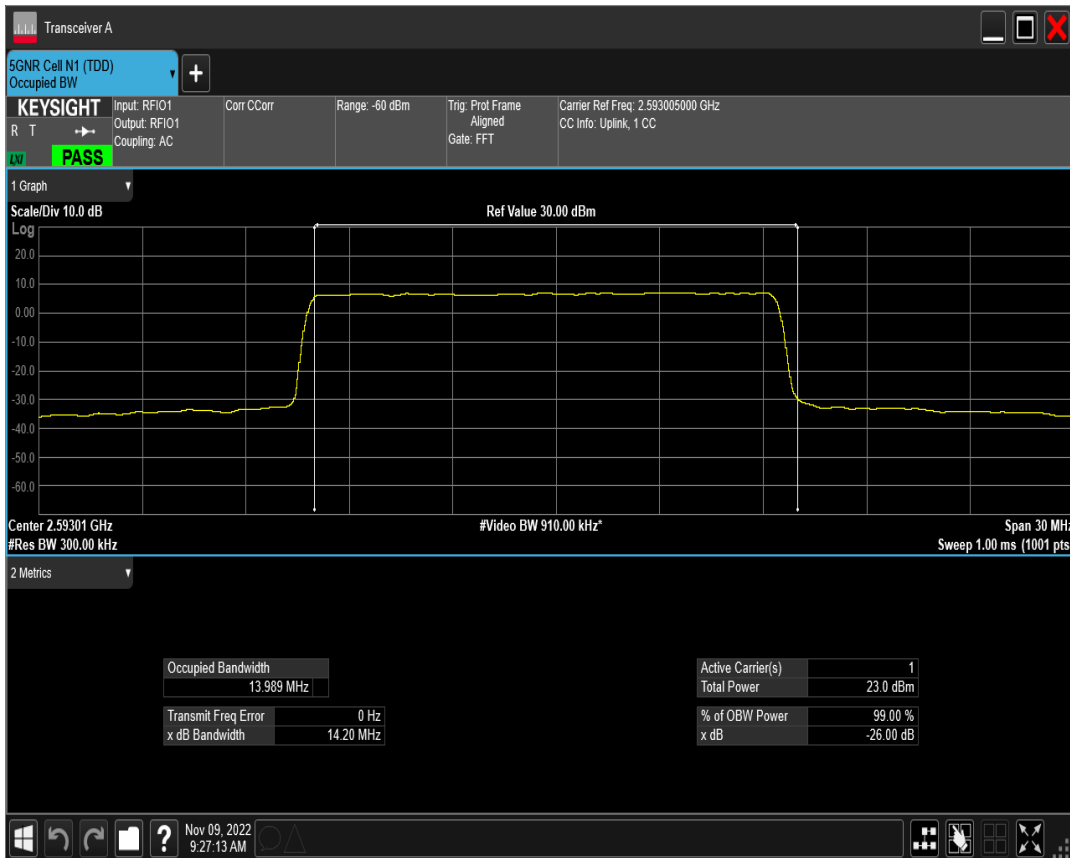 Transceiver A
5GNR Cell N1 (TDD)
Occupied BW
+
KEYSIGHT
R T
LXI
PASS
Input: RFIO1
Output: RFIO1
Coupling: AC
Corr CCorr
Range: -60 dBm
Trig: Prot Frame
Aligned
Gate: FFT
Carrier Ref Freq: 2.593005000 GHz
CC Info: Uplink, 1 CC
1 Graph
Scale/Div 10.0 dB
Ref Value 30.00 dBm
Log
20.0
10.0
0.00
-10.0
-20.0
-30.0
-40.0
-50.0
-60.0
Center 2.59301 GHz
#Video BW 910.00 kHz*
Span 30 MHz
#Res BW 300.00 kHz
Sweep 1.00 ms (1001 pts
2 Metrics
Occupied Bandwidth
13.989 MHz
Transmit Freq Error 0 Hz
x dB Bandwidth 14.20 MHz
Active Carrier(s) 1
Total Power 23.0 dBm
% of OBW Power 99.00 %
x dB -26.00 dB
?
Nov 09, 2022
9:27:13 AM